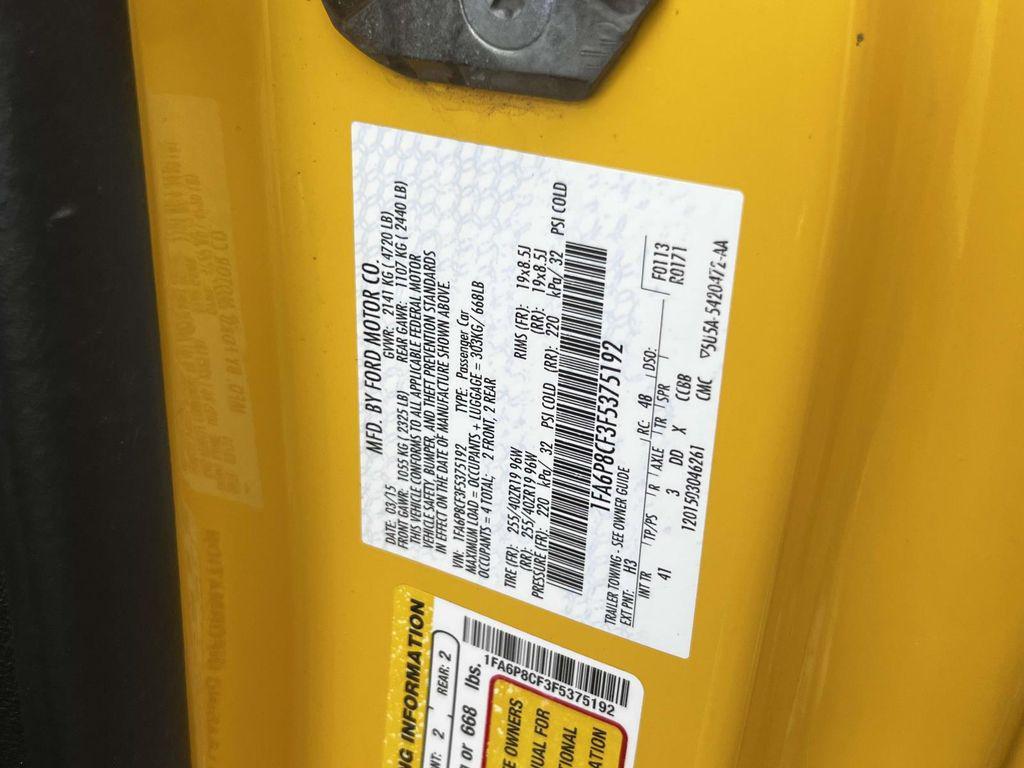 MFD. BY FORD MOTOR CO.
DATE: 03/15 GVWR: 2141 KG ( 4720 LB)
FRONT GAWR: 1055 KG ( 2325 LB) REAR GAWR: 1107 KG ( 2440 LB)
THIS VEHICLE CONFORMS TO ALL APPLICABLE FEDERAL MOTOR
VEHICLE SAFETY, BUMPER, AND THEFT PREVENTION STANDARDS
IN EFFECT ON THE DATE OF MANUFACTURE SHOWN ABOVE.
VIN: 1FA6P8CF3F5375192 TYPE: Passenger Car
MAXIMUM LOAD = OCCUPANTS + LUGGAGE = 303KG/ 668LB
OCCUPANTS = 4 TOTAL; 2 FRONT, 2 REAR
TIRE (FR): 255/40ZR19 96W RIMS (FR): 19x8.5J
(RR): 255/40ZR19 96W (RR): 19x8.5J
PRESSURE (FR): 220 kPa/ 32 PSI COLD (RR): 220 kPa/ 32 PSI COLD
1FA6P8CF3F5375192
TRAILER TOWING - SEE OWNER GUIDE
EXT PNT: H3 RC: 48 DSO: F0113
INT TR TP/PS R AXLE TR SPR R0171
41 3 DD X CCBB
1201503046261 CMC 5U5A-5420472-AA
NG INFORMATION
NT: 2 REAR: 2
or 668 lbs.
1FA6P8CF3F5375192
E OWNERS
UAL FOR
TIONAL
ATION